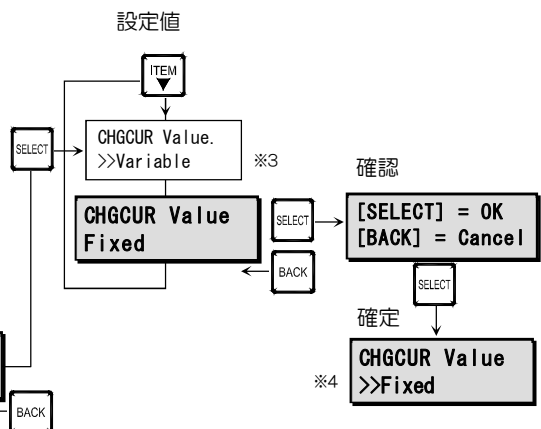 設定値
ITEM
SELECT
CHGCUR Value.
>>Variable
※3
CHGCUR Value
Fixed
SELECT
BACK
確認
[SELECT] = OK
[BACK] = Cancel
SELECT
確定
※4
CHGCUR Value
>>Fixed
BACK